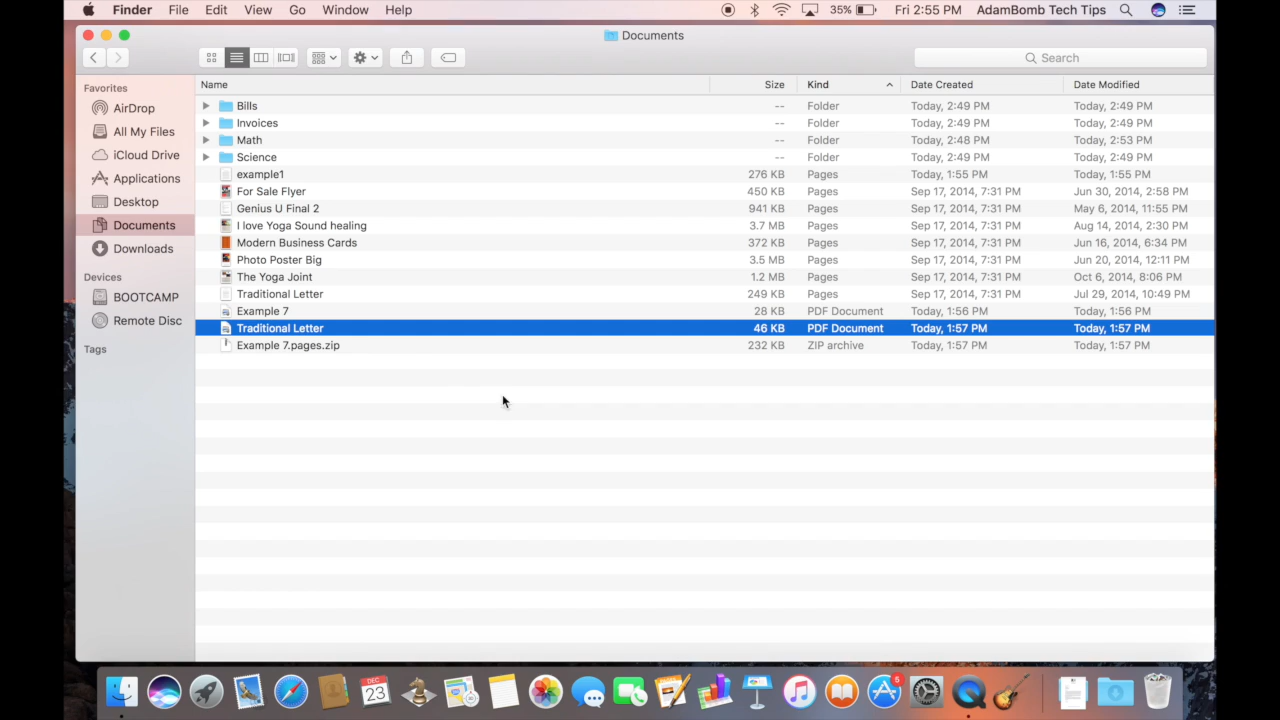 Finder File Edit View Go Window Help 35% Fri 2:55 PM AdamBomb Tech Tips
Documents
Search
Favorites
AirDrop
All My Files
iCloud Drive
Applications
Desktop
Documents
Downloads
Devices
BOOTCAMP
Remote Disc
Tags
Name Size Kind Date Created Date Modified
Bills -- Folder Today, 2:49 PM Today, 2:49 PM
Invoices -- Folder Today, 2:49 PM Today, 2:49 PM
Math -- Folder Today, 2:48 PM Today, 2:53 PM
Science -- Folder Today, 2:49 PM Today, 2:49 PM
example1 276 KB Pages Today, 1:55 PM Today, 1:55 PM
For Sale Flyer 450 KB Pages Sep 17, 2014, 7:31 PM Jun 30, 2014, 2:58 PM
Genius U Final 2 941 KB Pages Sep 17, 2014, 7:31 PM May 6, 2014, 11:55 PM
I love Yoga Sound healing 3.7 MB Pages Sep 17, 2014, 7:31 PM Aug 14, 2014, 2:30 PM
Modern Business Cards 372 KB Pages Sep 17, 2014, 7:31 PM Jun 16, 2014, 6:34 PM
Photo Poster Big 3.5 MB Pages Sep 17, 2014, 7:31 PM Jun 20, 2014, 12:11 PM
The Yoga Joint 1.2 MB Pages Sep 17, 2014, 7:31 PM Oct 6, 2014, 8:06 PM
Traditional Letter 249 KB Pages Sep 17, 2014, 7:31 PM Jul 29, 2014, 10:49 PM
Example 7 28 KB PDF Document Today, 1:56 PM Today, 1:56 PM
Traditional Letter 46 KB PDF Document Today, 1:57 PM Today, 1:57 PM
Example 7.pages.zip 232 KB ZIP archive Today, 1:57 PM Today, 1:57 PM
DEC
23
5